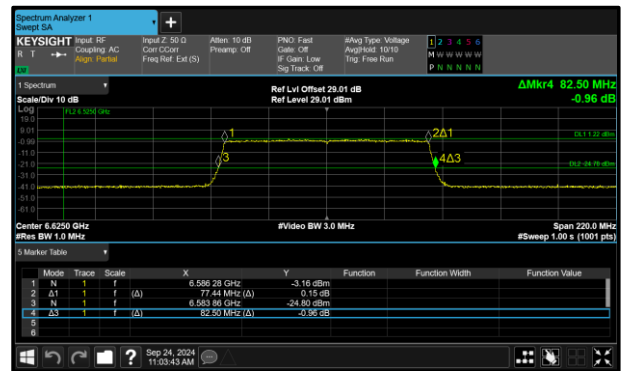 Spectrum Analyzer 1
Swept SA
+
KEYSIGHT Input: RF Input Z: 50 Ω Atten: 10 dB PNO: Fast #Avg Type: Voltage 1 2 3 4 5 6
R T Coupling: AC Corr CCorr Preamp: Off Gate: Off Avg|Hold: 10/10 M W W W W W
Align: Partial Freq Ref: Ext (S) IF Gain: Low Trig: Free Run
Sig Track: Off P N N N N N
1 Spectrum Ref Lvl Offset 29.01 dB ΔMkr4 82.50 MHz
Scale/Div 10 dB Ref Level 29.01 dBm -0.96 dB
Log FL2 6.5250 GHz
19.0
9.01 1 2Δ1 DL1 1.22 dBm
-0.99
-11.0
-21.0 3 4Δ3 DL2 -24.78 dBm
-31.0
-41.0
-51.0
-61.0
Center 6.6250 GHz #Video BW 3.0 MHz Span 220.0 MHz
#Res BW 1.0 MHz #Sweep 1.00 s (1001 pts)
5 Marker Table
Mode Trace Scale X Y Function Function Width Function Value
1 N 1 f 6.586 28 GHz -3.16 dBm
2 Δ1 1 f (Δ) 77.44 MHz (Δ) 0.15 dB
3 N 1 f 6.583 86 GHz -24.80 dBm
4 Δ3 1 f (Δ) 82.50 MHz (Δ) -0.96 dB
5
6
? Sep 24, 2024
11:03:43 AM